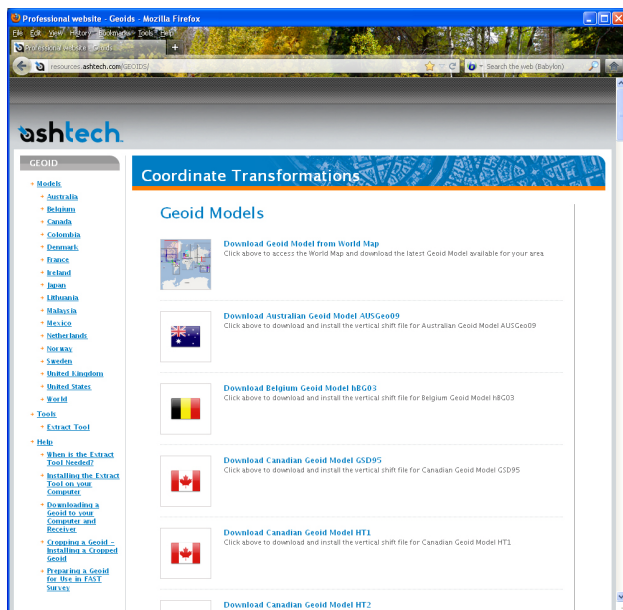 Professional website - Geoids - Mozilla Firefox
File Edit View History Bookmarks Tools Help
Professional website - Geoids
resources.ashtech.com/GEOIDS/
Search the web (Babylon)
ashtech.
GEOID
Coordinate Transformations
+ Models
+ Australia
+ Belgium
+ Canada
+ Colombia
+ Denmark
+ France
+ Ireland
+ Japan
+ Lithuania
+ Malaysia
+ Mexico
+ Netherlands
+ Norway
+ Sweden
+ United Kingdom
+ United States
+ World
+ Tools
+ Extract Tool
+ Help
+ When is the Extract
Tool Needed?
+ Installing the Extract
Tool on your
Computer
+ Downloading a
Geoid to your
Computer and
Receiver
+ Cropping a Geoid –
Installing a Cropped
Geoid
+ Preparing a Geoid
for Use in FAST
Survey
Geoid Models
Download Geoid Model from World Map
Click above to access the World Map and download the latest Geoid Model available for your area
Download Australian Geoid Model AUSGeo09
Click above to download and install the vertical shift file for Australian Geoid Model AUSGeo09
Download Belgium Geoid Model hBG03
Click above to download and install the vertical shift file for Belgium Geoid Model hBG03
Download Canadian Geoid Model GSD95
Click above to download and install the vertical shift file for Canadian Geoid Model GSD95
Download Canadian Geoid Model HT1
Click above to download and install the vertical shift file for Canadian Geoid Model HT1
Download Canadian Geoid Model HT2